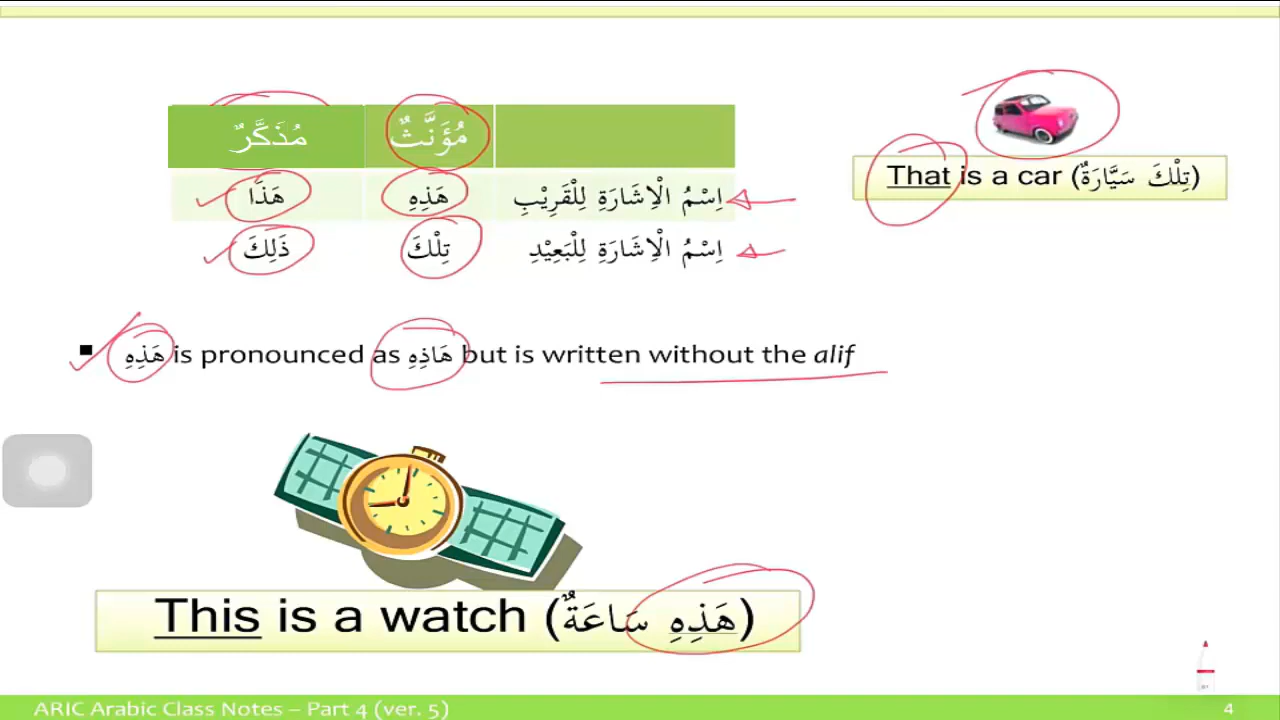 مُؤَنَّثٌ مُذَكَّرٌ
اِسْمُ الْاِشَارَةِ لِلْقَرِيْبِ هَذِهِ هَذَا
اِسْمُ الْاِشَارَةِ لِلْبَعِيْدِ تِلْكَ ذَلِكَ
That is a car (تِلْكَ سَيَّارَةٌ)
هَذِهِ is pronounced as هَاذِهِ but is written without the alif
This is a watch (هَذِهِ سَاعَةٌ)
ARIC Arabic Class Notes – Part 4 (ver. 5)
4